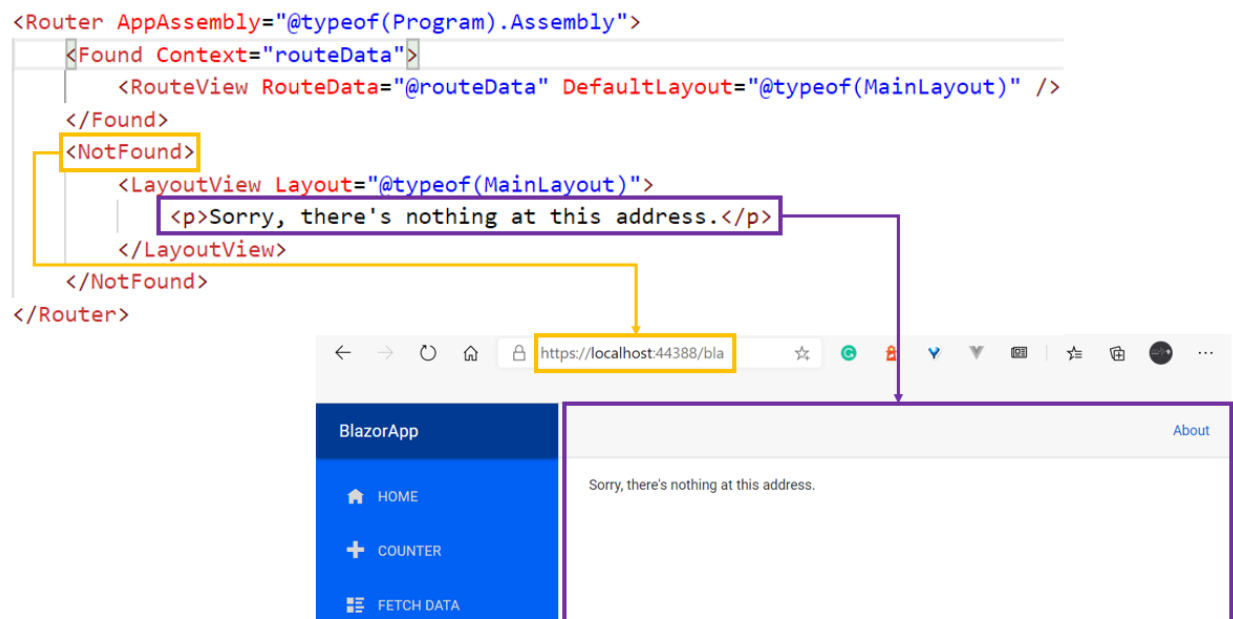 <Router AppAssembly="@typeof(Program).Assembly">
<Found Context="routeData">
<RouteView RouteData="@routeData" DefaultLayout="@typeof(MainLayout)" />
</Found>
<NotFound>
<LayoutView Layout="@typeof(MainLayout)">
<p>Sorry, there's nothing at this address.</p>
</LayoutView>
</NotFound>
</Router>
https://localhost:44388/bla
BlazorApp
About
HOME
Sorry, there's nothing at this address.
COUNTER
FETCH DATA